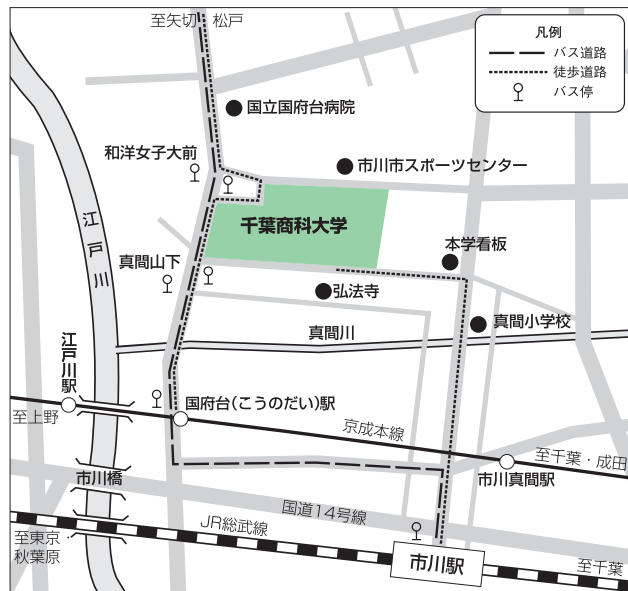 至矢切
松戸
凡例
バス道路
徒歩道路
バス停
国立国府台病院
和洋女子大前
市川市スポーツセンター
江戸川
千葉商科大学
本学看板
真間山下
弘法寺
真間小学校
真間川
江戸川駅
国府台(こうのだい)駅
至上野
京成本線
至千葉・成田
市川真間駅
市川橋
国道14号線
JR総武線
至東京・
秋葉原
市川駅
至千葉